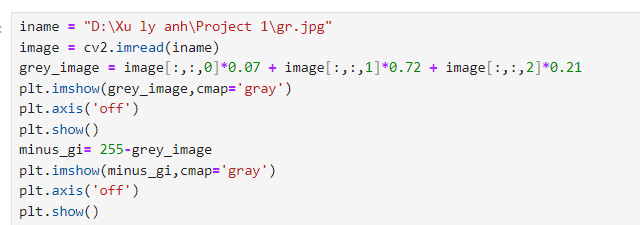 iname = "D:\Xu ly anh\Project 1\gr.jpg"
image = cv2.imread(iname)
grey_image = image[:,:,0]*0.07 + image[:,:,1]*0.72 + image[:,:,2]*0.21
plt.imshow(grey_image,cmap='gray')
plt.axis('off')
plt.show()
minus_gi= 255-grey_image
plt.imshow(minus_gi,cmap='gray')
plt.axis('off')
plt.show()